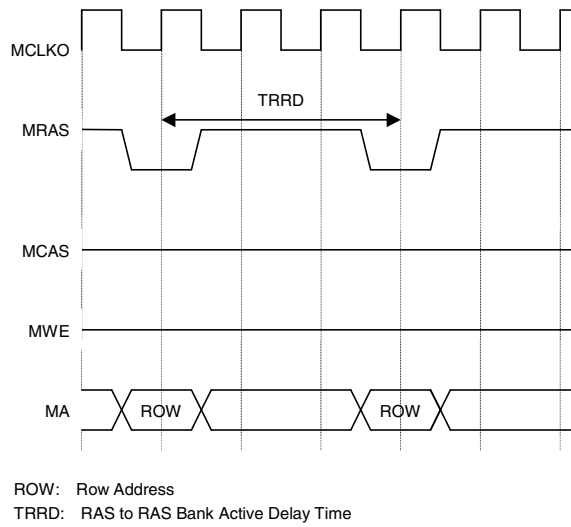 MCLKO
TRRD
MRAS
MCAS
MWE
MA
ROW
ROW
ROW: Row Address
TRRD: RAS to RAS Bank Active Delay Time